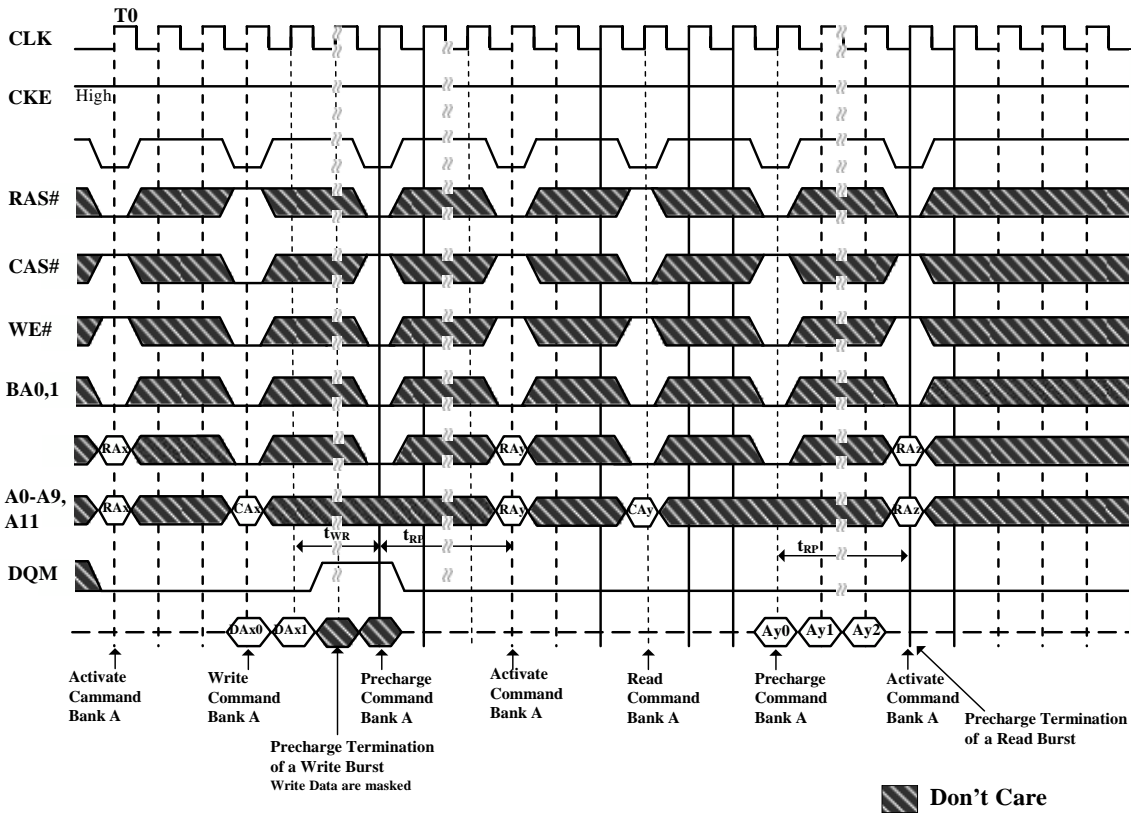 T0
CLK
CKE
High
RAS#
CAS#
WE#
BA0,1
RAx
RAy
RAz
A0-A9,
A11
RAx
CAx
RAy
CAy
RAz
tWR
tRP
tRP
DQM
DAx0
DAx1
Ay0
Ay1
Ay2
Activate
Cammand
Bank A
Write
Command
Bank A
Precharge
Command
Bank A
Activate
Command
Bank A
Read
Command
Bank A
Precharge
Command
Bank A
Activate
Command
Bank A
Precharge Termination
of a Read Burst
Precharge Termination
of a Write Burst
Write Data are masked
Don't Care